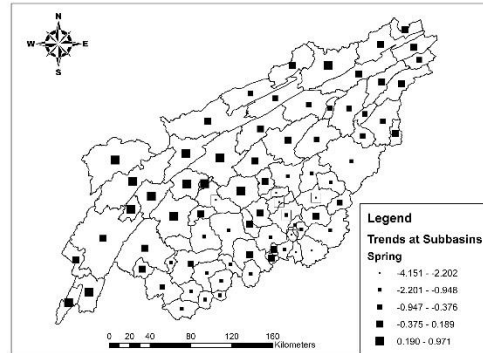 N
W E
S
Legend
Trends at Subbasins
Spring
-4.151 - -2.202
-2.201 - -0.948
-0.947 - -0.376
-0.375 - 0.189
0.190 - 0.971
0 20 40 80 120 160
Kilometers